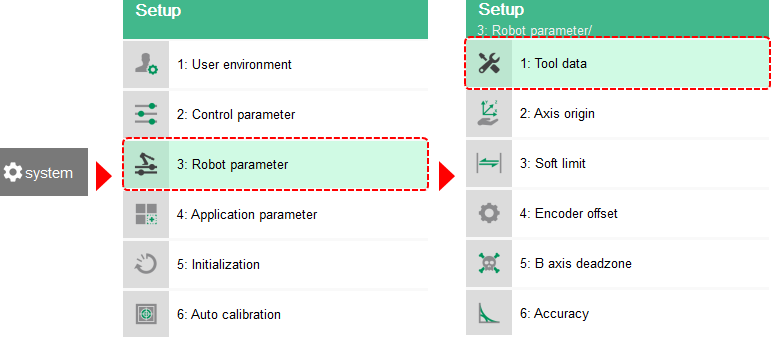 system
Setup
1: User environment
2: Control parameter
3: Robot parameter
4: Application parameter
5: Initialization
6: Auto calibration
Setup
3: Robot parameter/
1: Tool data
2: Axis origin
3: Soft limit
4: Encoder offset
5: B axis deadzone
6: Accuracy